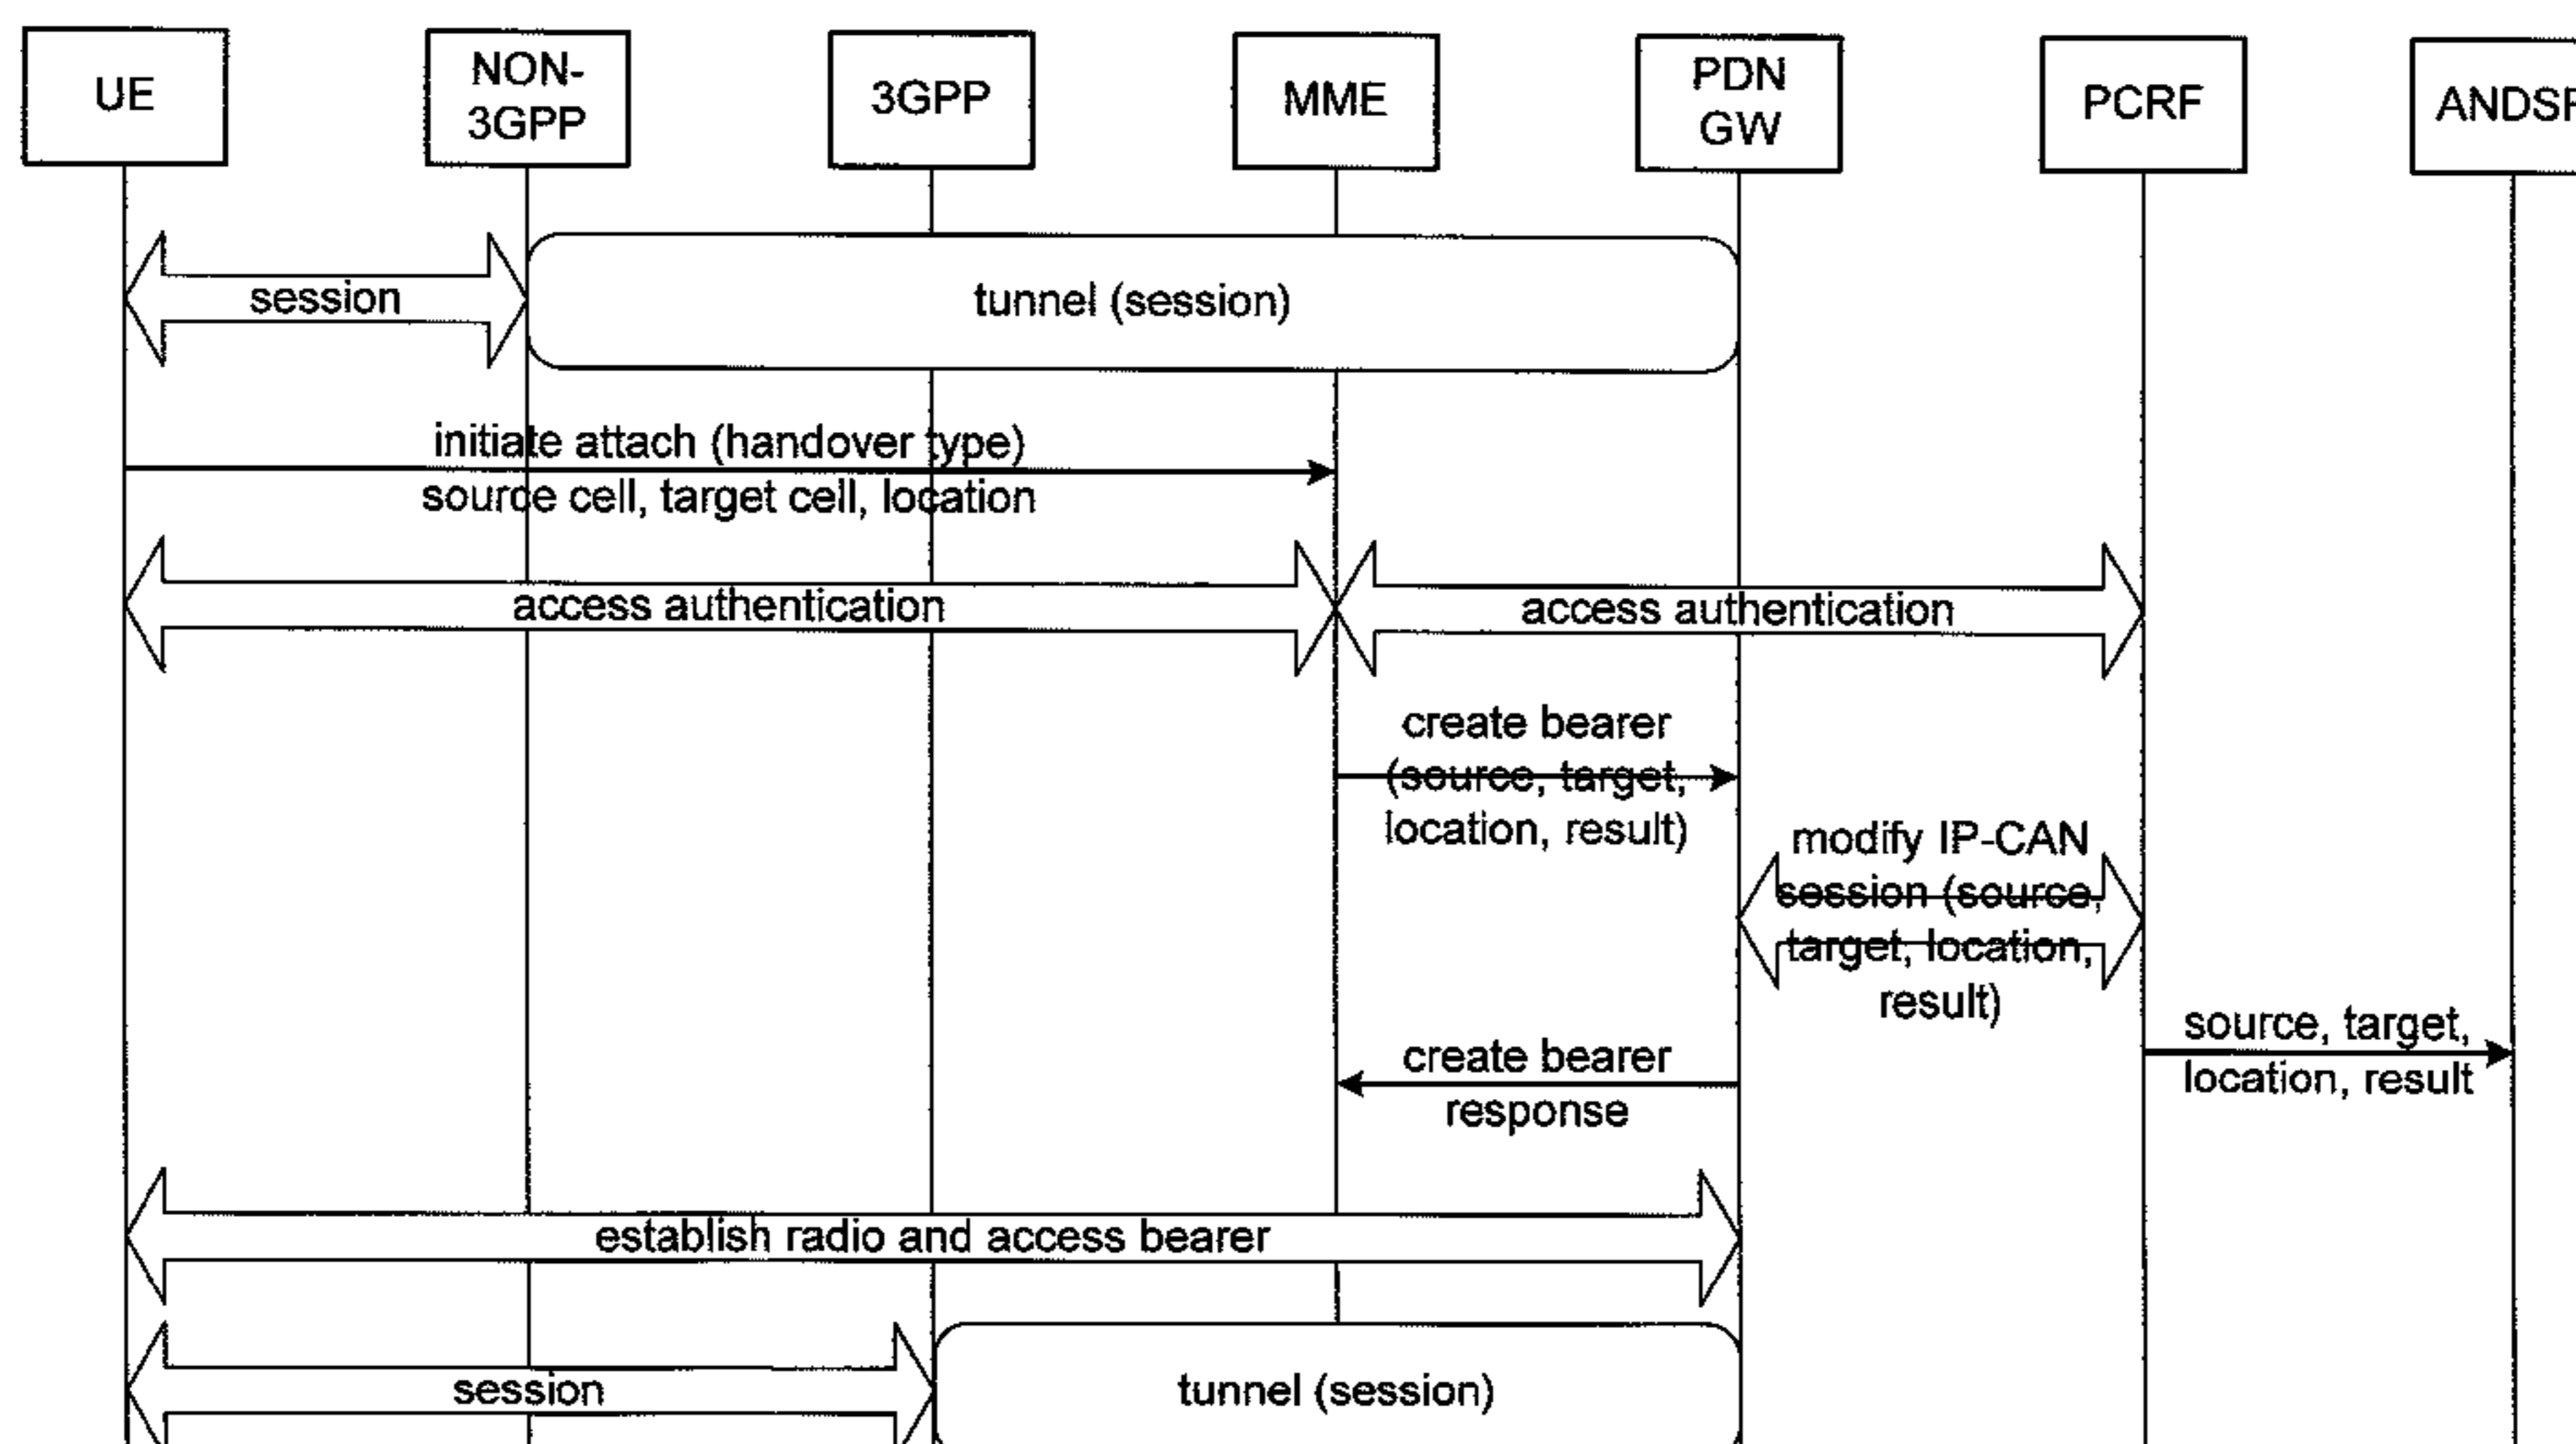 UE
NON-
3GPP
3GPP
MME
PDN
GW
PCRF
ANDSF
session
tunnel (session)
initiate attach (handover type)
source cell, target cell, location
access authentication
access authentication
create bearer
(source, target,
location, result)
modify IP-CAN
session (source,
target, location,
result)
source, target,
location, result
create bearer
response
establish radio and access bearer
session
tunnel (session)